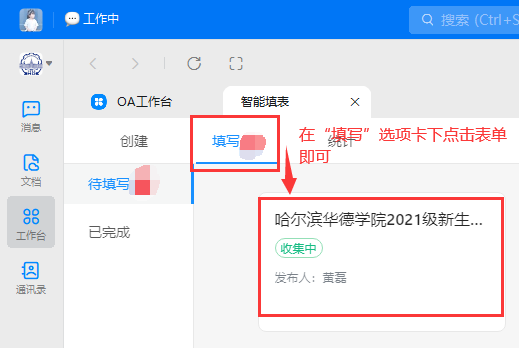 工作中
搜索 (Ctrl+S
OA工作台
智能填表
消息
文档
工作台
通讯录
创建
填写
统计
在“填写”选项卡下点击表单
即可
待填写
已完成
哈尔滨华德学院2021级新生...
收集中
发布人：黄磊